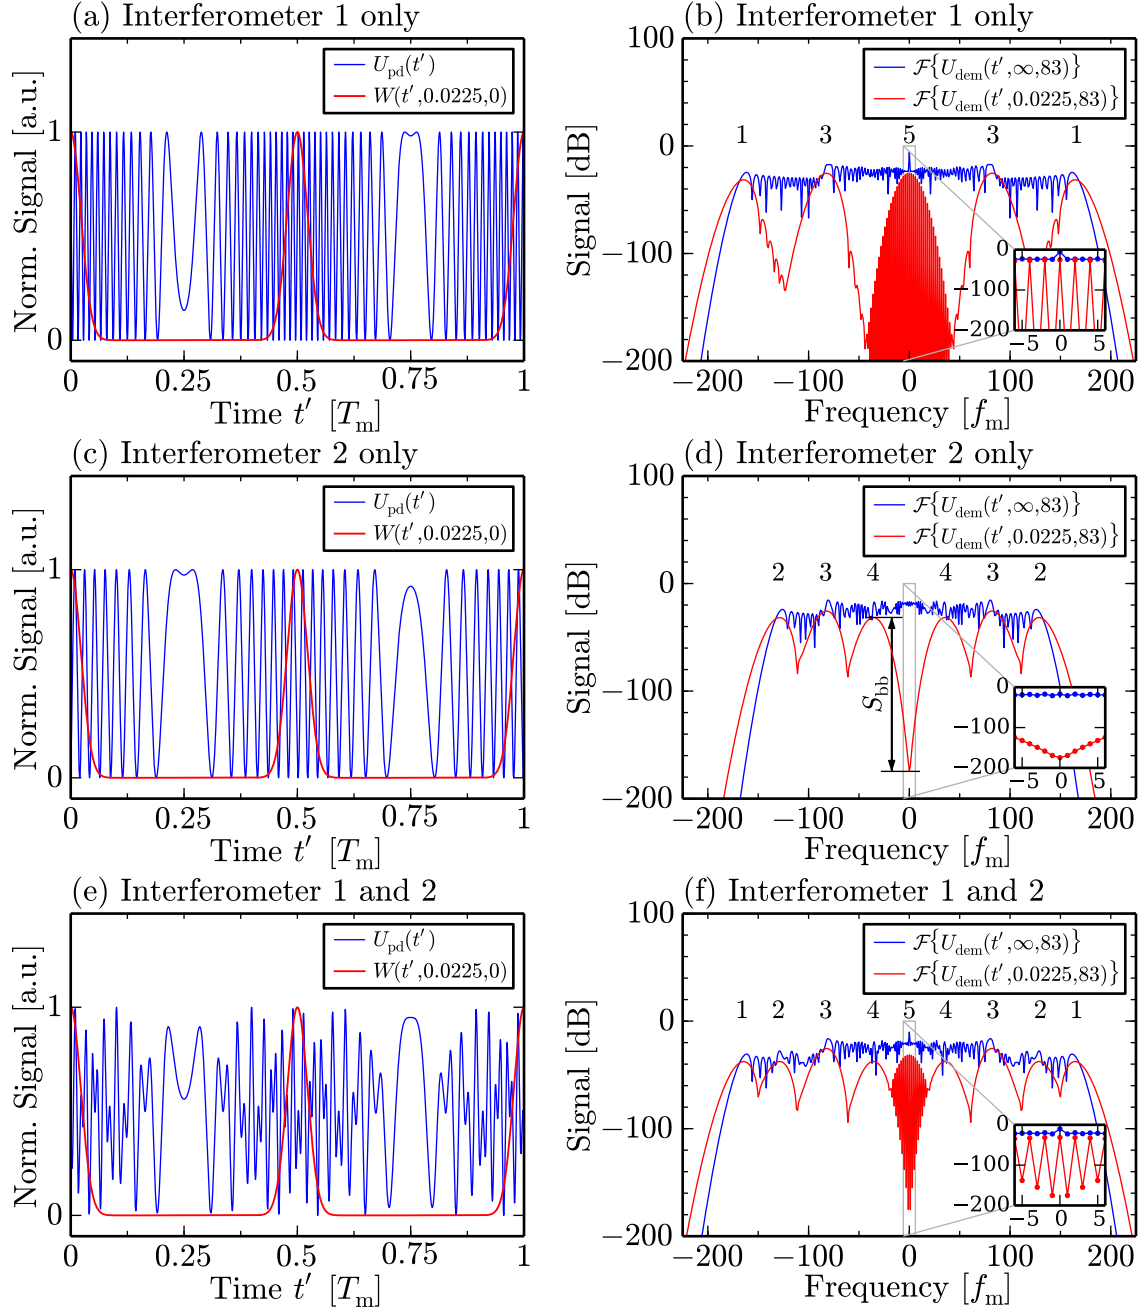 (a) Interferometer 1 only
Norm. Signal [a.u.]
1
0
U_pd(t′)
W(t′,0.0225,0)
0 0.25 0.5 0.75 1
Time t′ [T_m]
(b) Interferometer 1 only
Signal [dB]
100
0
−100
−200
F{U_dem(t′,∞,83)}
F{U_dem(t′,0.0225,83)}
1 3 5 3 1
0
−100
−200
−5 0 5
−200 −100 0 100 200
Frequency [f_m]
(c) Interferometer 2 only
Norm. Signal [a.u.]
1
0
U_pd(t′)
W(t′,0.0225,0)
0 0.25 0.5 0.75 1
Time t′ [T_m]
(d) Interferometer 2 only
Signal [dB]
100
0
−100
−200
F{U_dem(t′,∞,83)}
F{U_dem(t′,0.0225,83)}
2 3 4 4 3 2
S_bb
0
−100
−200
−5 0 5
−200 −100 0 100 200
Frequency [f_m]
(e) Interferometer 1 and 2
Norm. Signal [a.u.]
1
0
U_pd(t′)
W(t′,0.0225,0)
0 0.25 0.5 0.75 1
Time t′ [T_m]
(f) Interferometer 1 and 2
Signal [dB]
100
0
−100
−200
F{U_dem(t′,∞,83)}
F{U_dem(t′,0.0225,83)}
1 2 3 4 5 4 3 2 1
0
−100
−200
−5 0 5
−200 −100 0 100 200
Frequency [f_m]